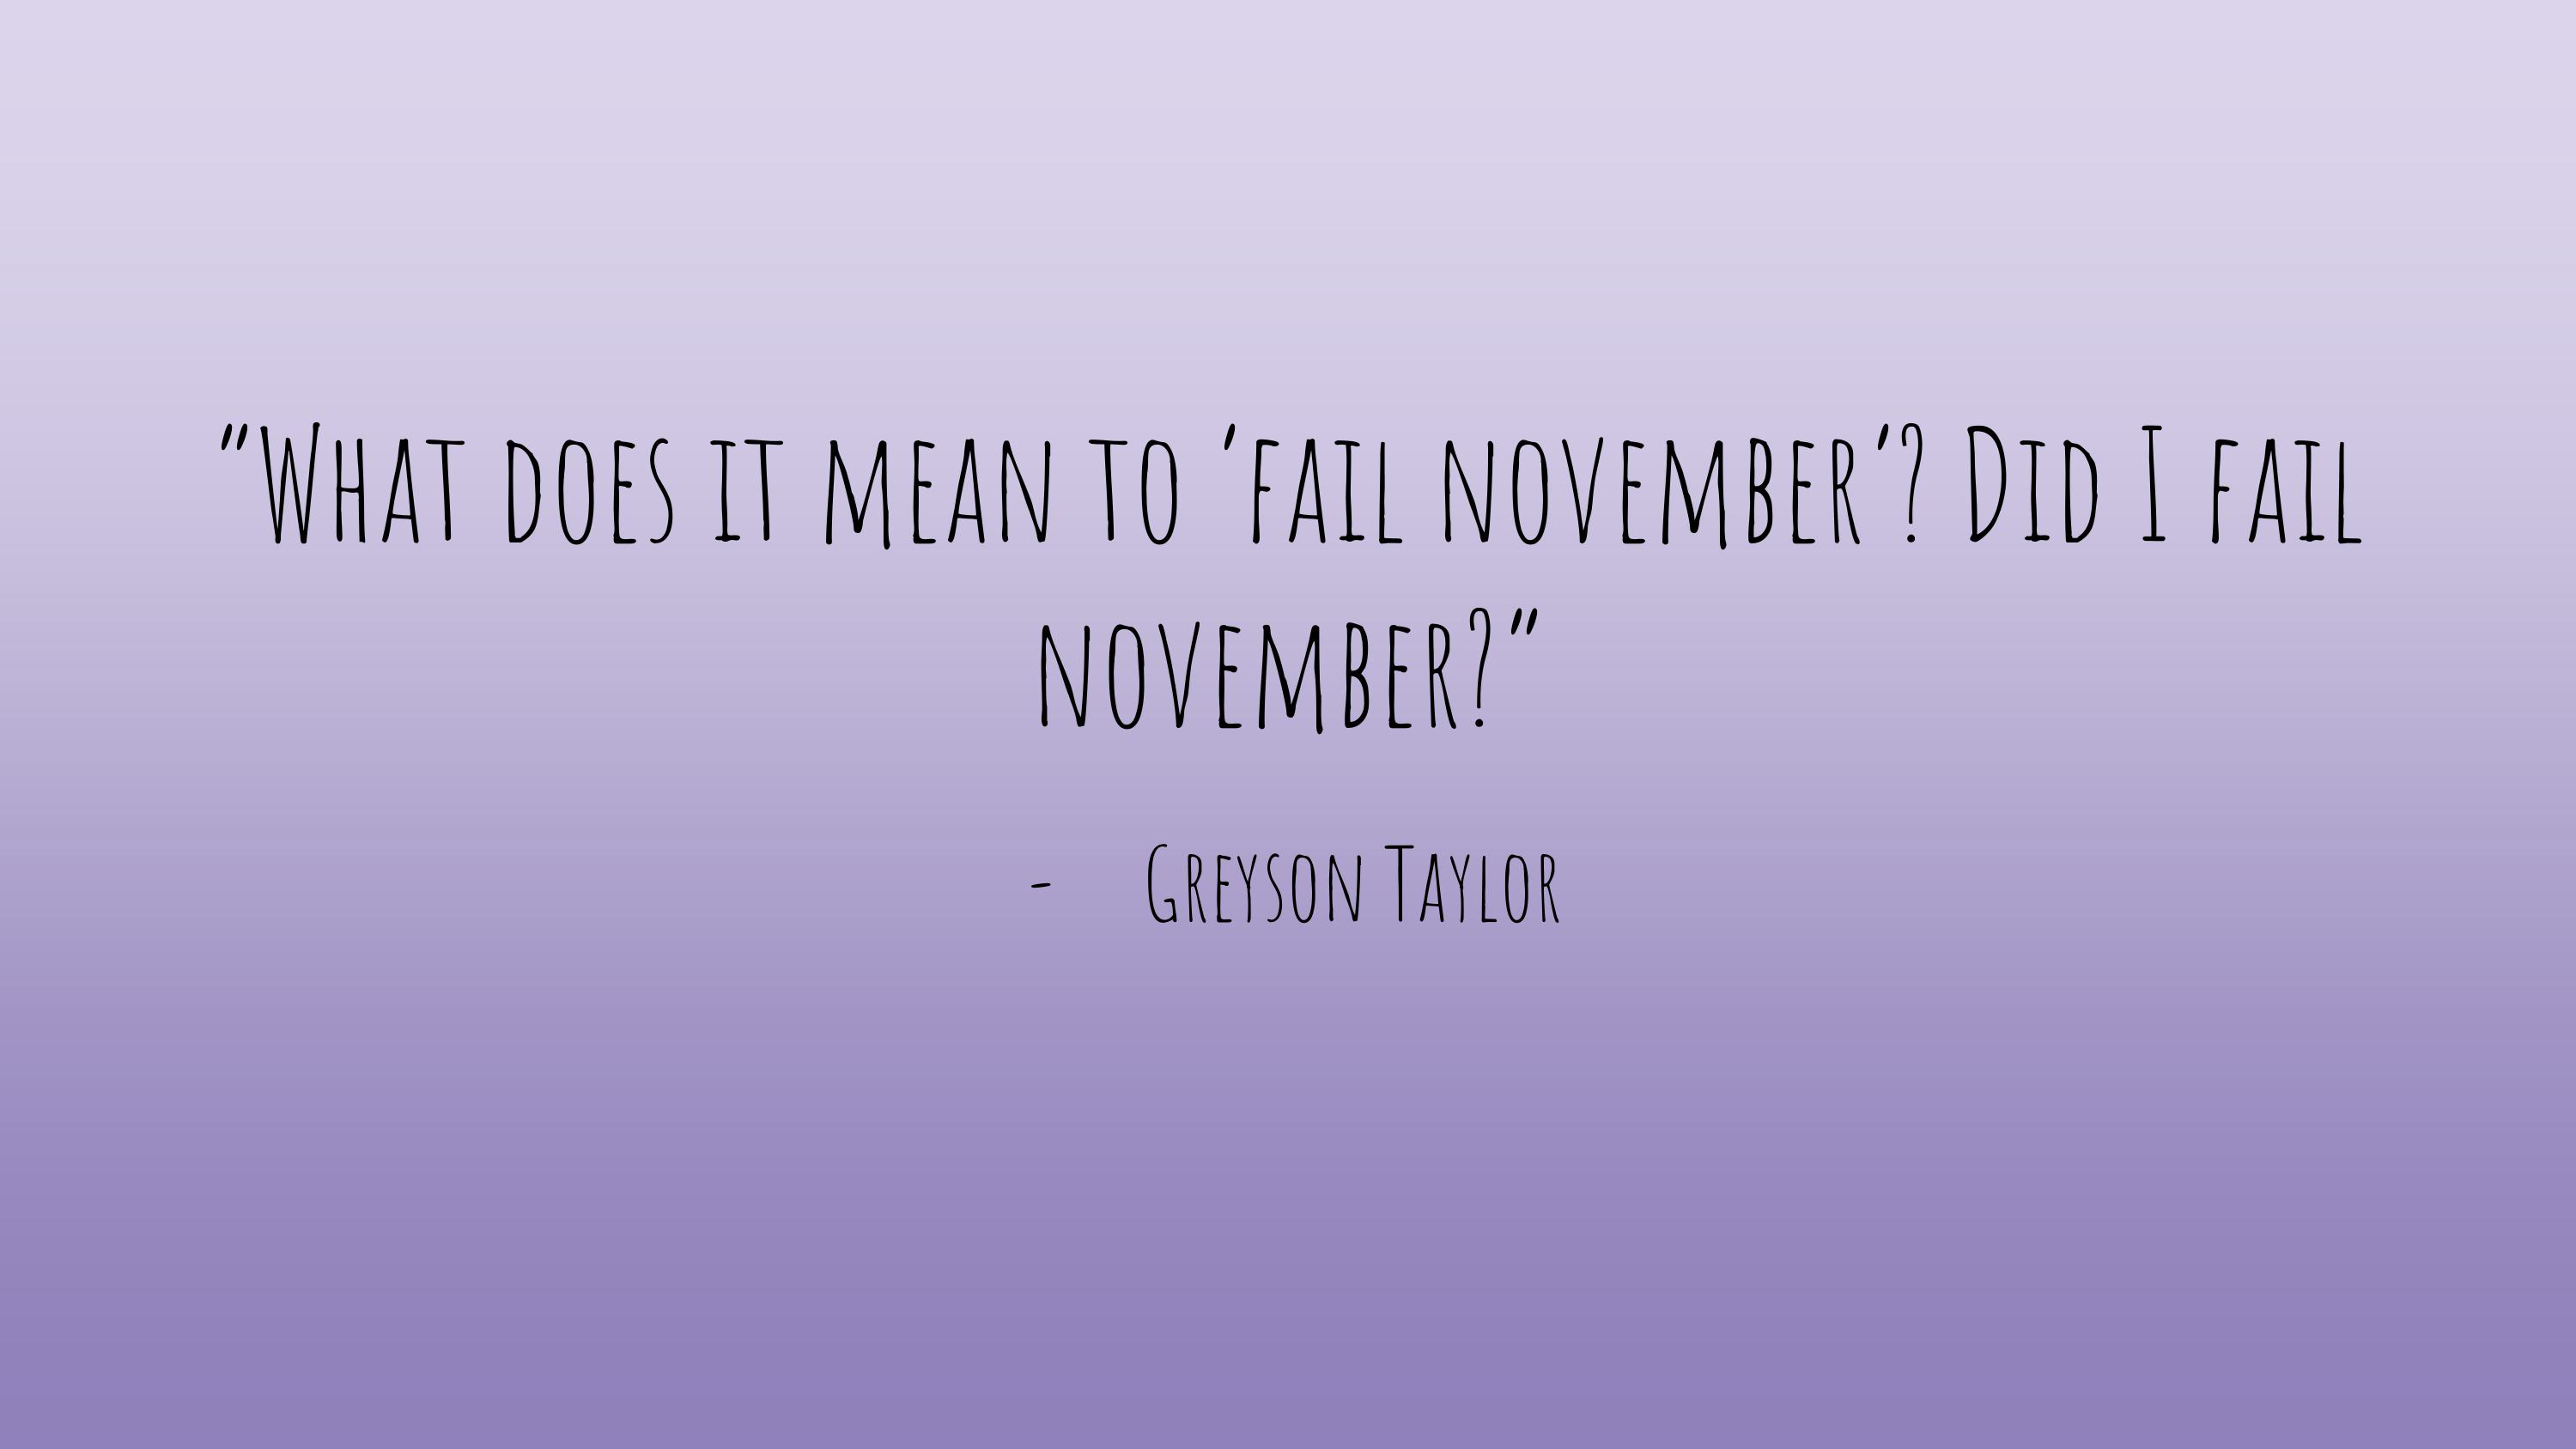 "What does it mean to 'fail november'? Did I fail
november?"
- Greyson Taylor